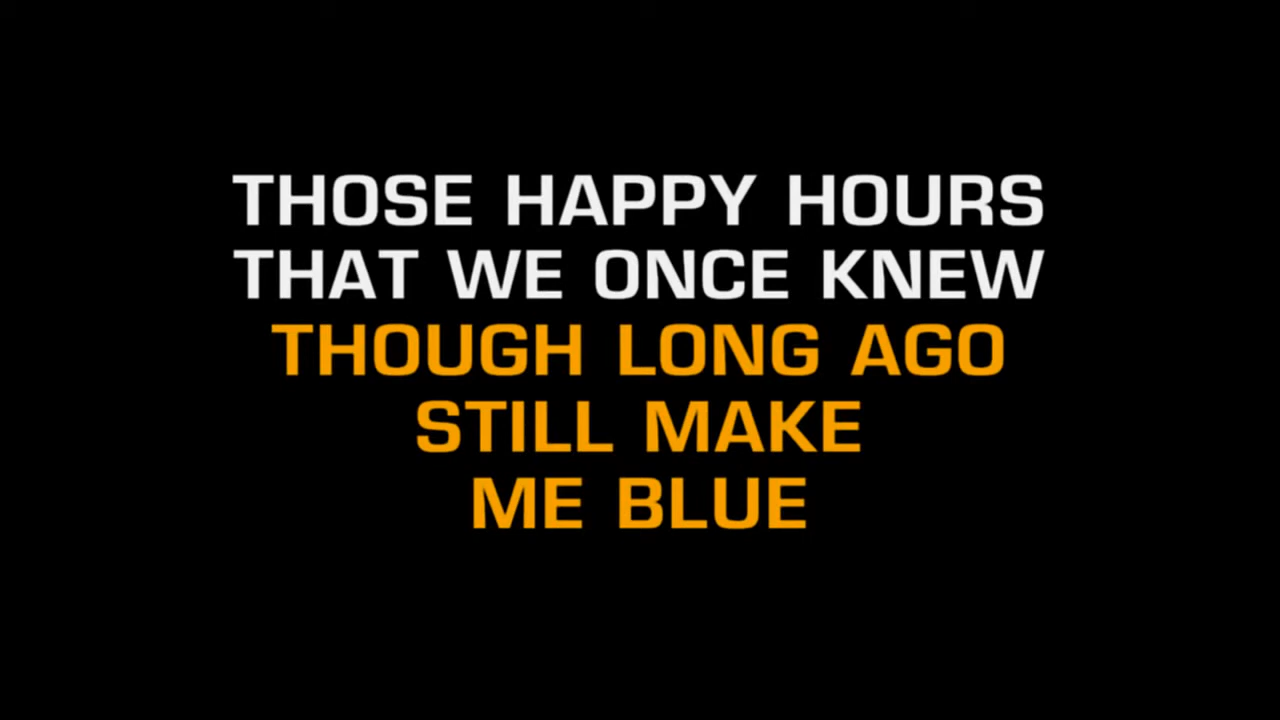 THOSE HAPPY HOURS
THAT WE ONCE KNEW
THOUGH LONG AGO
STILL MAKE
ME BLUE